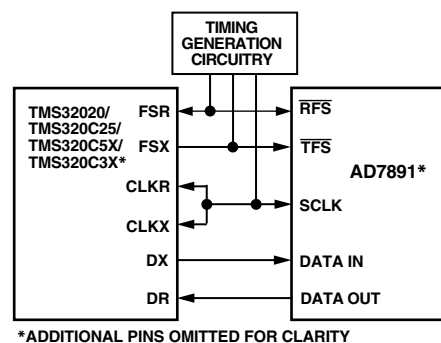 TIMING
GENERATION
CIRCUITRY
TMS32020/
TMS320C25/
TMS320C5X/
TMS320C3X*
FSR
FSX
CLKR
CLKX
DX
DR
RFS
TFS
AD7891*
SCLK
DATA IN
DATA OUT
*ADDITIONAL PINS OMITTED FOR CLARITY